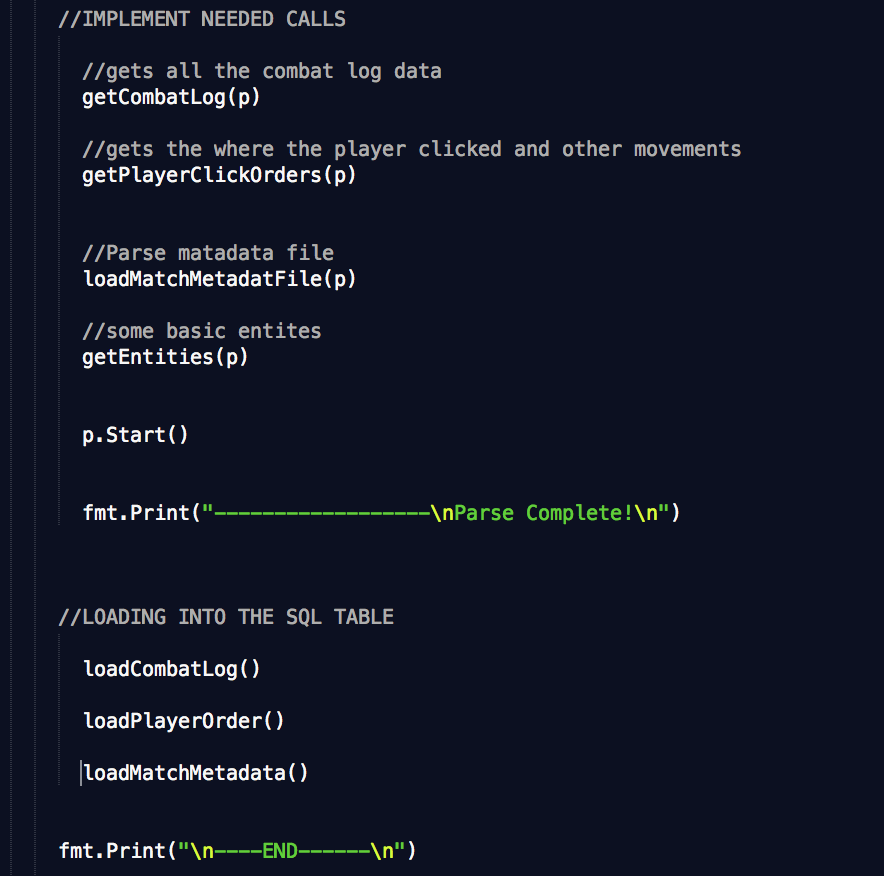 //IMPLEMENT NEEDED CALLS
//gets all the combat log data
getCombatLog(p)
//gets the where the player clicked and other movements
getPlayerClickOrders(p)
//Parse matadata file
loadMatchMetadatFile(p)
//some basic entites
getEntities(p)
p.Start()
fmt.Print("------------------\nParse Complete!\n")
//LOADING INTO THE SQL TABLE
loadCombatLog()
loadPlayerOrder()
loadMatchMetadata()
fmt.Print("\n----END------\n")